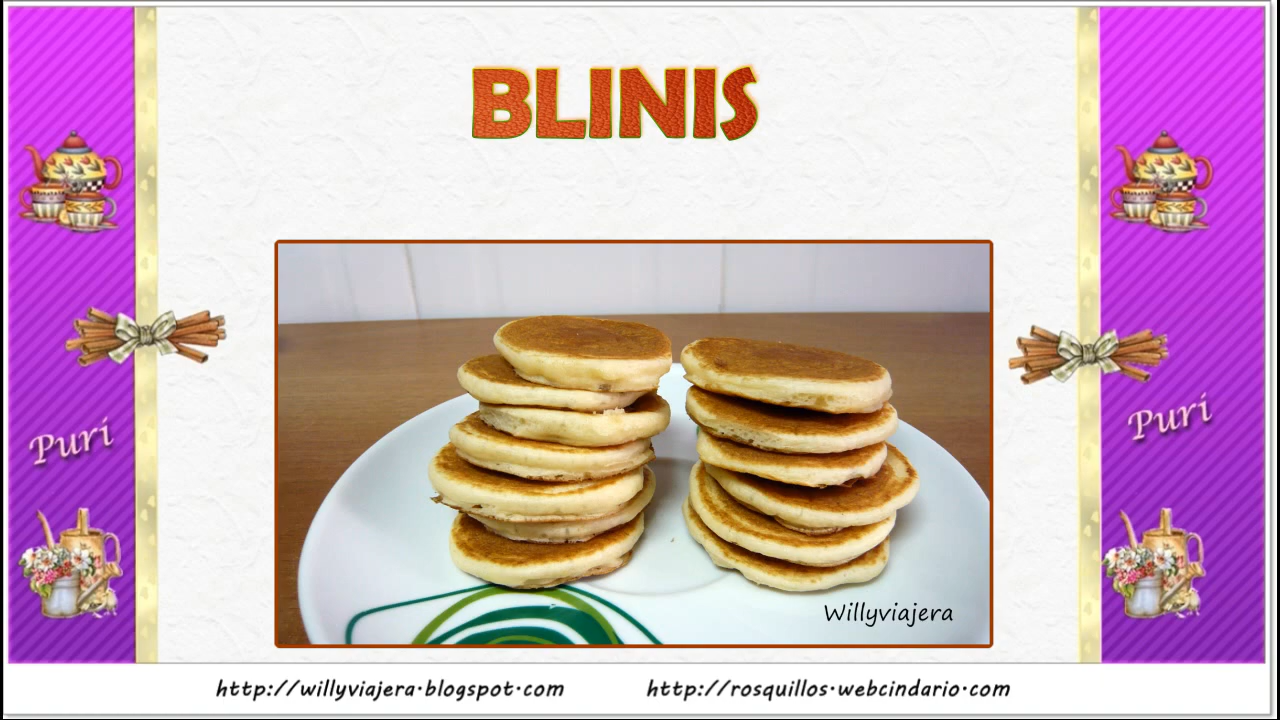 BLINIS
Puri
Puri
Willyviajera
http://willyviajera.blogspot.com
http://rosquillos.webcindario.com